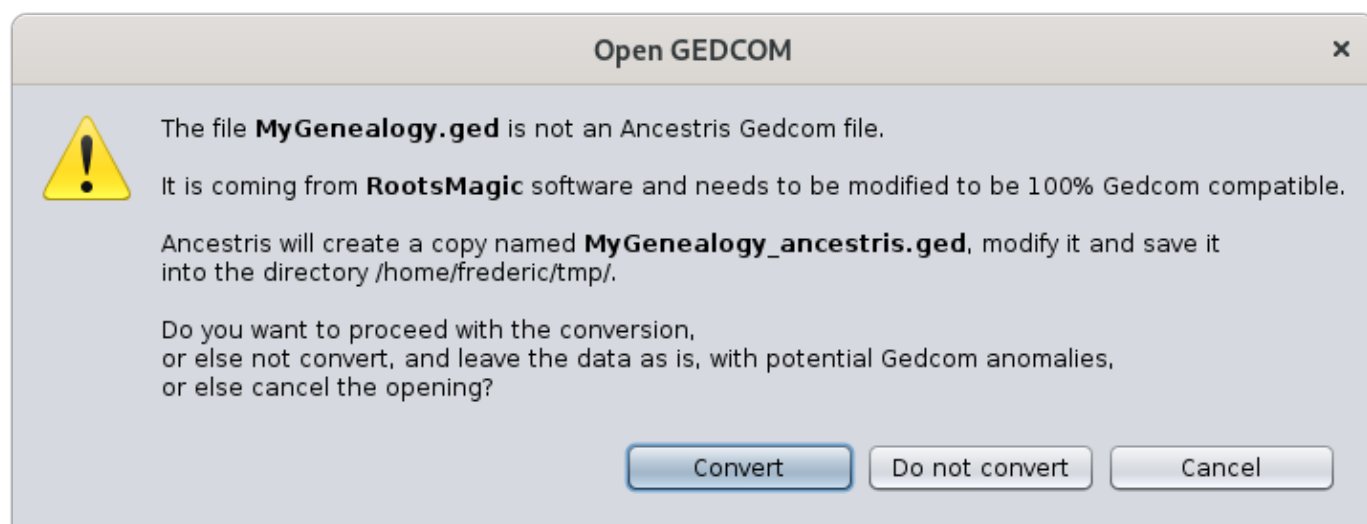 Open GEDCOM
The file MyGenealogy.ged is not an Ancestris Gedcom file.
It is coming from RootsMagic software and needs to be modified to be 100% Gedcom compatible.
Ancestris will create a copy named MyGenealogy_ancestris.ged, modify it and save it
into the directory /home/frederic/tmp/.
Do you want to proceed with the conversion,
or else not convert, and leave the data as is, with potential Gedcom anomalies,
or else cancel the opening?
Convert
Do not convert
Cancel